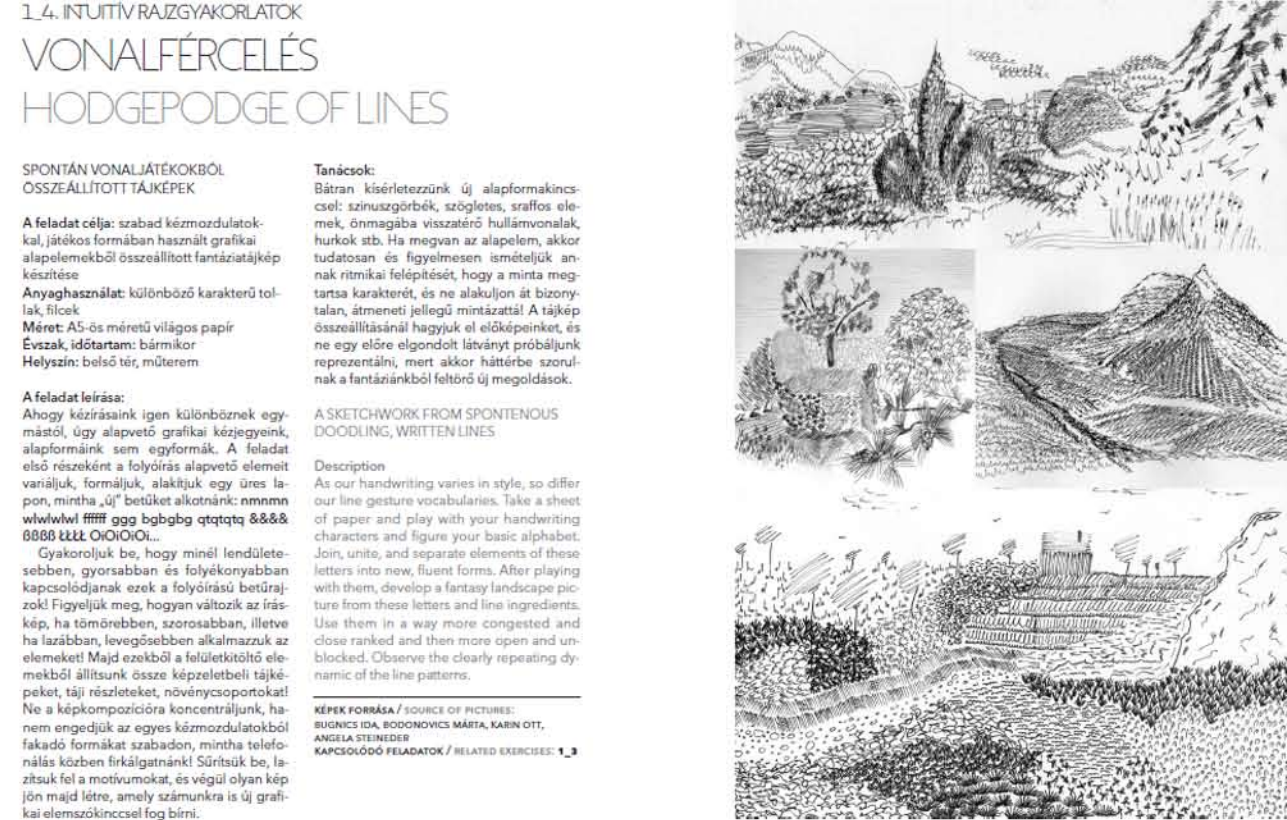 1_4. INTUITÍV RAJZGYAKORLATOK
VONALFÉRCELÉS
HODGEPODGE OF LINES
SPONTÁN VONALJÁTÉKOKBÓL
ÖSSZEÁLLÍTOTT TÁJKÉPEK
A feladat célja: szabad kézmozdulatok-
kal, játékos formában használt grafikai
alapelemekből összeállított fantáziatájkép
készítése
Anyaghasználat: különböző karakterű tol-
lak, filcek
Méret: A5-ös méretű világos papír
Évszak, időtartam: bármikor
Helyszín: belső tér, műterem
A feladat leírása:
Ahogy kézírásaink igen különböznek egy-
mástól, úgy alapvető grafikai kézjegyeink,
alapformáink sem egyformák. A feladat
első részeként a folyóírás alapvető elemeit
variáljuk, formáljuk, alakítjuk egy üres la-
pon, mintha „új" betűket alkotnánk: nmnmn
wlwlwlwl ffffff ggg bgbgbg qtqtqtq &&&&
ßßßß ŁŁŁŁ OiOiOiOi...
Gyakoroljuk be, hogy minél lendülete-
sebben, gyorsabban és folyékonyabban
kapcsolódjanak ezek a folyóírású betűraj-
zok! Figyeljük meg, hogyan változik az írás-
kép, ha tömörebben, szorosabban, illetve
ha lazábban, levegősebben alkalmazzuk az
elemeket! Majd ezekből a felületkitöltő ele-
mekből állítsunk össze képzeletbeli tájké-
peket, táji részleteket, növénycsoportokat!
Ne a képkompozícióra koncentráljunk, ha-
nem engedjük az egyes kézmozdulatokból
fakadó formákat szabadon, mintha telefo-
nálás közben firkálgatnánk! Sűrítsük be, la-
zítsuk fel a motívumokat, és végül olyan kép
jön majd létre, amely számunkra is új grafi-
kai elemszókinccsel fog bírni.
Tanácsok:
Bátran kísérletezzünk új alapformakincs-
csel: szinuszgörbék, szögletes, sraffos ele-
mek, önmagába visszatérő hullámvonalak,
hurkok stb. Ha megvan az alapelem, akkor
tudatosan és figyelmesen ismételjük an-
nak ritmikai felépítését, hogy a minta meg-
tartsa karakterét, és ne alakuljon át bizony-
talan, átmeneti jellegű mintázattá! A tájkép
összeállításánál hagyjuk el előképeinket, és
ne egy előre elgondolt látványt próbáljunk
reprezentálni, mert akkor háttérbe szorul-
nak a fantáziánkból feltörő új megoldások.
A SKETCHWORK FROM SPONTENOUS
DOODLING, WRITTEN LINES
Description
As our handwriting varies in style, so differ
our line gesture vocabularies. Take a sheet
of paper and play with your handwriting
characters and figure your basic alphabet.
Join, unite, and separate elements of these
letters into new, fluent forms. After playing
with them, develop a fantasy landscape pic-
ture from these letters and line ingredients.
Use them in a way more congested and
close ranked and then more open and un-
blocked. Observe the clearly repeating dy-
namic of the line patterns.
KÉPEK FORRÁSA / SOURCE OF PICTURES:
BUGNICS IDA, BODONOVICS MÁRTA, KARIN OTT,
ANGELA STEINEDER
KAPCSOLÓDÓ FELADATOK / RELATED EXERCISES: 1_3